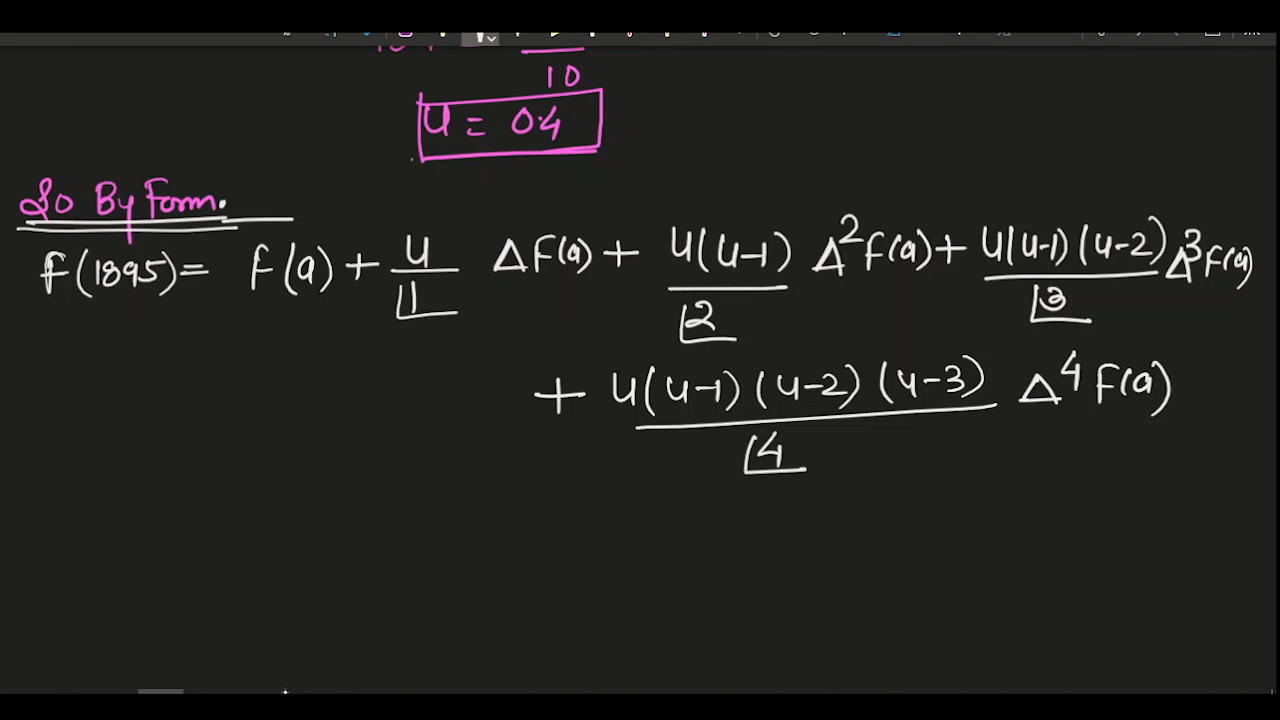 10
u = 0.4
So By Form.
f(1895) = f(a) + u/⌊1 Δf(a) + u(u-1)/⌊2 Δ²f(a) + u(u-1)(u-2)/⌊3 Δ³f(a)
+ u(u-1)(u-2)(u-3)/⌊4 Δ⁴f(a)